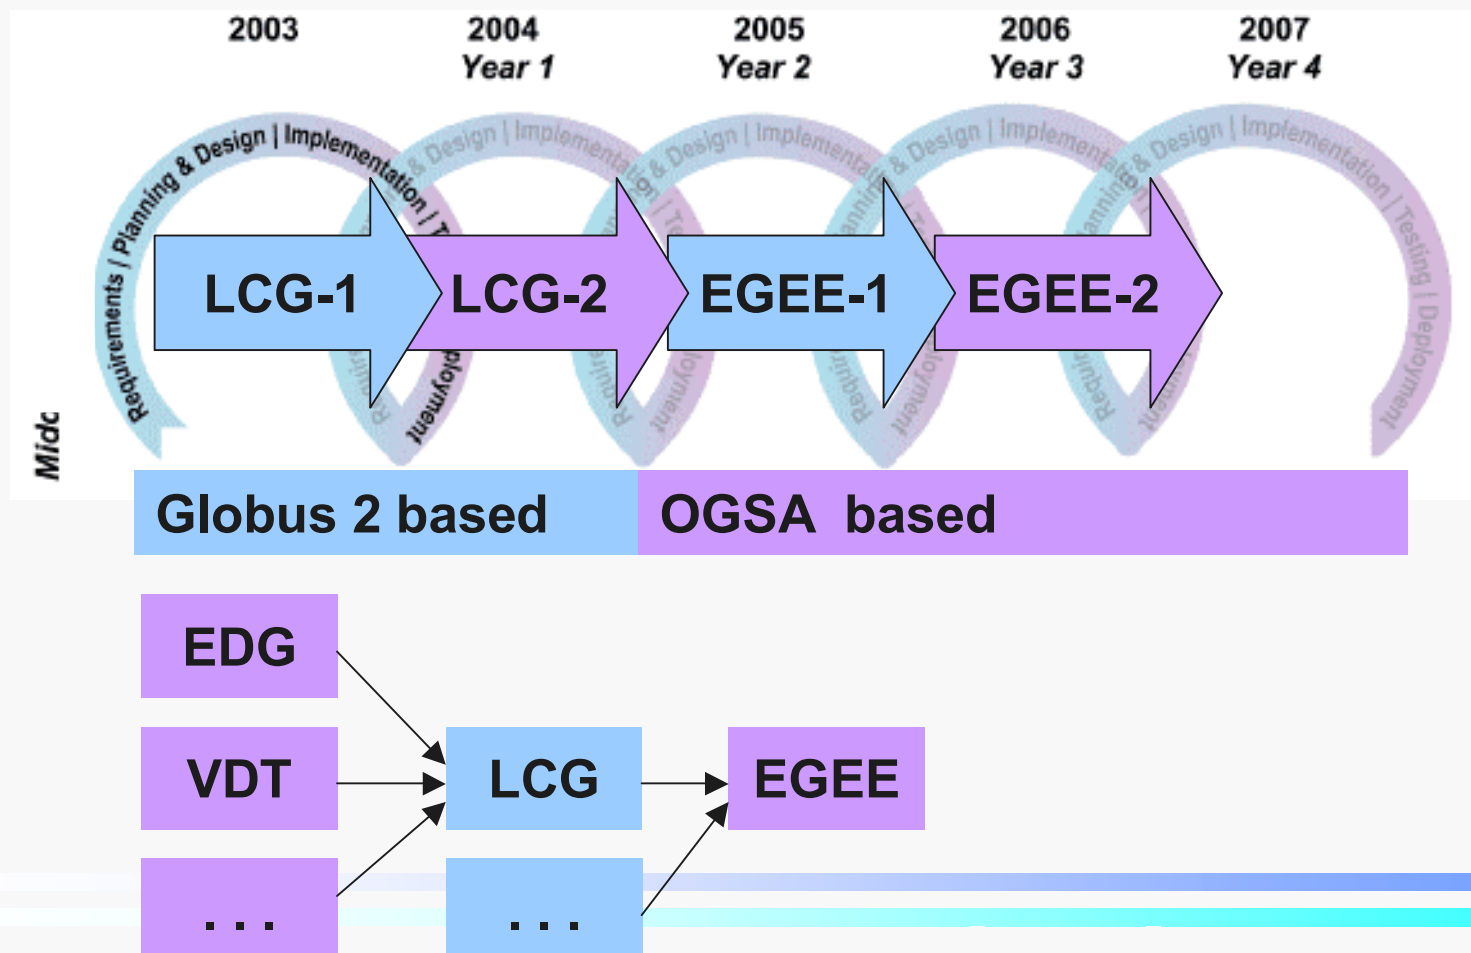 2003 2004 2005 2006 2007
Year 1 Year 2 Year 3 Year 4
Requirements | Planning & Design | Implementation | T
ployment
& Design | Implementation
& Design | Implementation
& Design | Implementation
& Design | Implementation | Testing | Deployment
LCG-1 LCG-2 EGEE-1 EGEE-2
Globus 2 based OGSA based
EDG
VDT LCG EGEE
. . . . . .